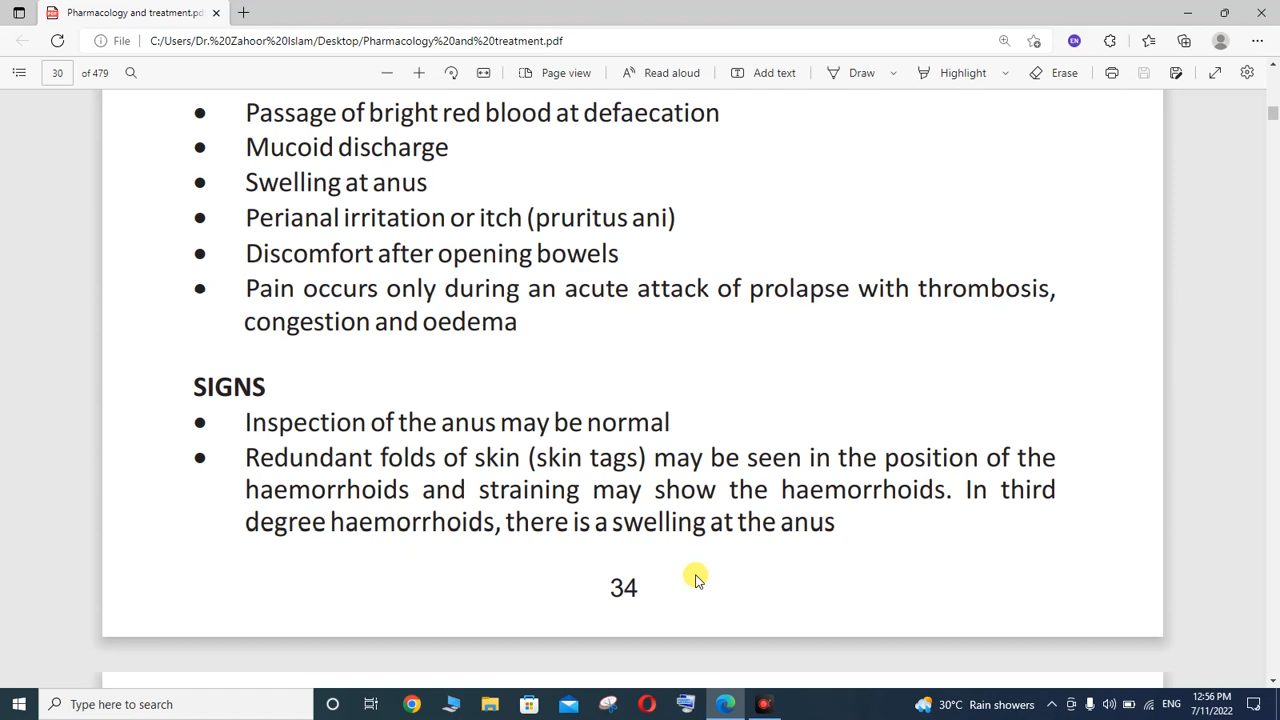 Pharmacology and treatment.pd
File
C:/Users/Dr.%20Zahoor%20Islam/Desktop/Pharmacology%20and%20treatment.pdf
EN
30 of 479
Page view
Read aloud
Add text
Draw
Highlight
Erase
• Passage of bright red blood at defaecation
• Mucoid discharge
• Swelling at anus
• Perianal irritation or itch (pruritus ani)
• Discomfort after opening bowels
• Pain occurs only during an acute attack of prolapse with thrombosis,
congestion and oedema
SIGNS
• Inspection of the anus may be normal
• Redundant folds of skin (skin tags) may be seen in the position of the
haemorrhoids and straining may show the haemorrhoids. In third
degree haemorrhoids, there is a swelling at the anus
34
Type here to search
30°C Rain showers
ENG
12:56 PM
7/11/2022